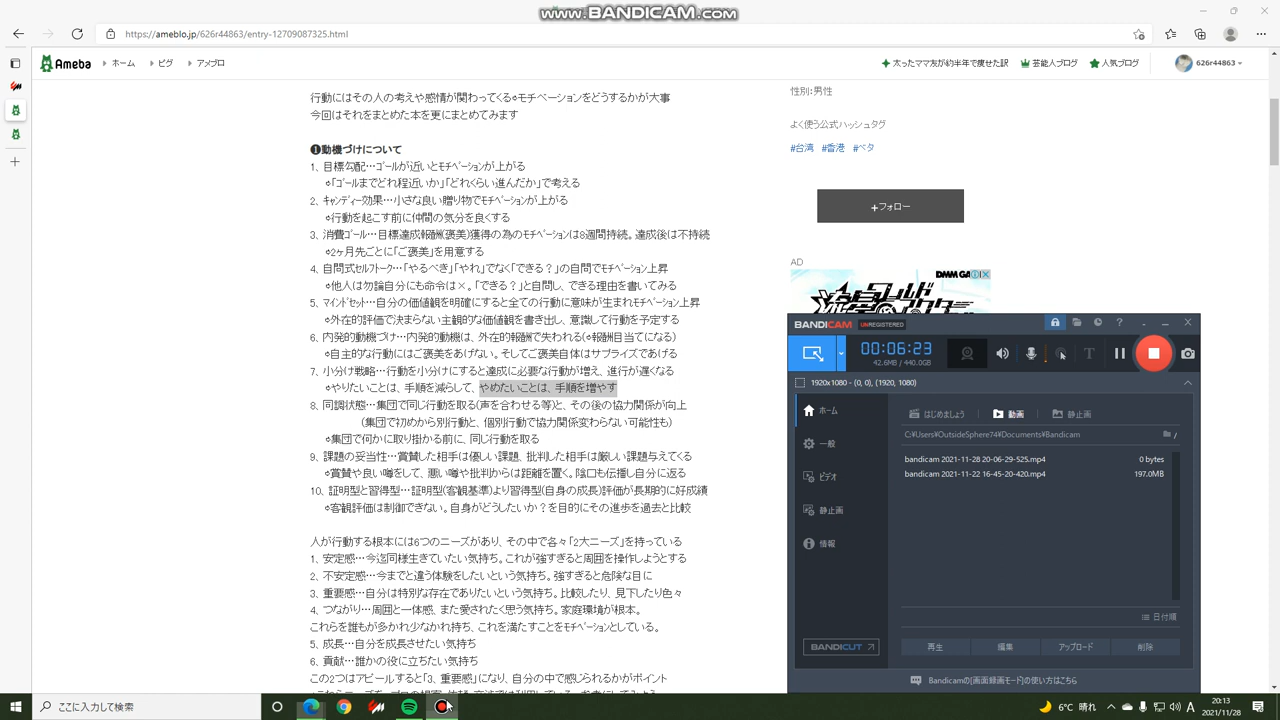 www.BANDICAM.com
https://ameblo.jp/626r44863/entry-12709087325.html
Ameba
ホーム
ピグ
アメブロ
太ったママ友が約半年で痩せた訳
芸能人ブログ
人気ブログ
626r44863
行動にはその人の考えや感情が関わってくる⇨モチベーションをどうするかが大事
今回はそれをまとめた本を更にまとめてみます
❶動機づけについて
1、目標勾配…ゴールが近いとﾓﾁﾍﾞｰｼｮﾝが上がる
⇨｢ゴールまでどれ程近いか｣｢どれくらい進んだか｣で考える
2、ｷｬﾝﾃﾞｨｰ効果…小さな良い贈り物でﾓﾁﾍﾞｰｼｮﾝが上がる
⇨行動を起こす前に仲間の気分を良くする
3、消費ｺﾞｰﾙ…目標達成報酬(褒美)獲得の為のﾓﾁﾍﾞｰｼｮﾝは8週間持続。達成後は不持続
⇨2ヶ月先ごとに｢ご褒美｣を用意する
4、自問式ｾﾙﾌﾄｰｸ…｢やるべき｣｢やれ｣でなく｢できる？｣の自問でﾓﾁﾍﾞｰｼｮﾝ上昇
⇨他人は勿論自分にも命令は×。｢できる？｣と自問し、できる理由を書いてみる
5、ﾏｲﾝﾄﾞｾｯﾄ…自分の価値観を明確にすると全ての行動に意味が生まれﾓﾁﾍﾞｰｼｮﾝ上昇
⇨外在的評価で決まらない主観的な価値観を書き出し、意識して行動を予定する
6、内発的動機づけ…内発的動機は、外在的報酬で失われる(⇨報酬目当てになる)
⇨自主的な行動にはご褒美をあげない。そしてご褒美自体はサプライズであげる
7、小分け戦略…行動を小分けにすると達成に必要な行動が増え、進行が遅くなる
⇨やりたいことは、手順を減らして、やめたいことは、手順を増やす
8、同調状態…集団で同じ行動を取る(声を合わせる等)と、その後の協力関係が向上
(集団で初めから別行動と、個別行動で協力関係変わらない可能性も)
⇨集団で何かに取り掛かる前に、同じ行動を取る
9、課題の妥当性…賞賛した相手は優しい課題、批判した相手は厳しい課題与えてくる
⇨賞賛や良い噂をして、悪い噂や批判からは距離を置く。陰口も伝播し自分に返る
10、証明型と習得型…証明型(客観基準)より習得型(自身の成長)評価が長期的に好成績
⇨客観評価は制御できない。自身がどうしたいか？を目的にその進歩を過去と比較
人が行動する根本には6つのニーズがあり、その中で各々｢2大ニーズ｣を持っている
1、安定感…今迄同様生きていたい気持ち。これが強すぎると周囲を操作しようとする
2、不安定感…今までと違う体験をしたいという気持ち。強すぎると危険な目に
3、重要感…自分は特別な存在でありたいという気持ち。比較したり、見下したり色々
4、つながり…周囲と一体感、また愛されたく思う気持ち。家庭環境が根本。
これらを誰もが多かれ少なかれ持ち、これを満たすことをﾓﾁﾍﾞｰｼｮﾝとしている。
5、成長…自分を成長させたい気持ち
6、貢献…誰かの役に立ちたい気持ち
この2つはアピールすると｢3、重要感｣になり、自分の中で感じられるかがポイント
性別:男性
よく使う公式ハッシュタグ
#台湾 #香港 #ベタ
+フォロー
AD
DMM GA
BANDICAM UNREGISTERED
00:06:23
42.6MB / 440.0GB
1920x1080 - (0, 0), (1920, 1080)
ホーム
一般
ビデオ
静止画
情報
はじめましょう
動画
静止画
C:¥Users¥OutsideSphere74¥Documents¥Bandicam
bandicam 2021-11-28 20-06-29-525.mp4 0 bytes
bandicam 2021-11-22 16-45-20-420.mp4 197.0MB
日付順
BANDICUT
再生
編集
アップロード
削除
Bandicamの[画面録画モード]の使い方はこちら
ここに入力して検索
6°C 晴れ
A
20:13
2021/11/28